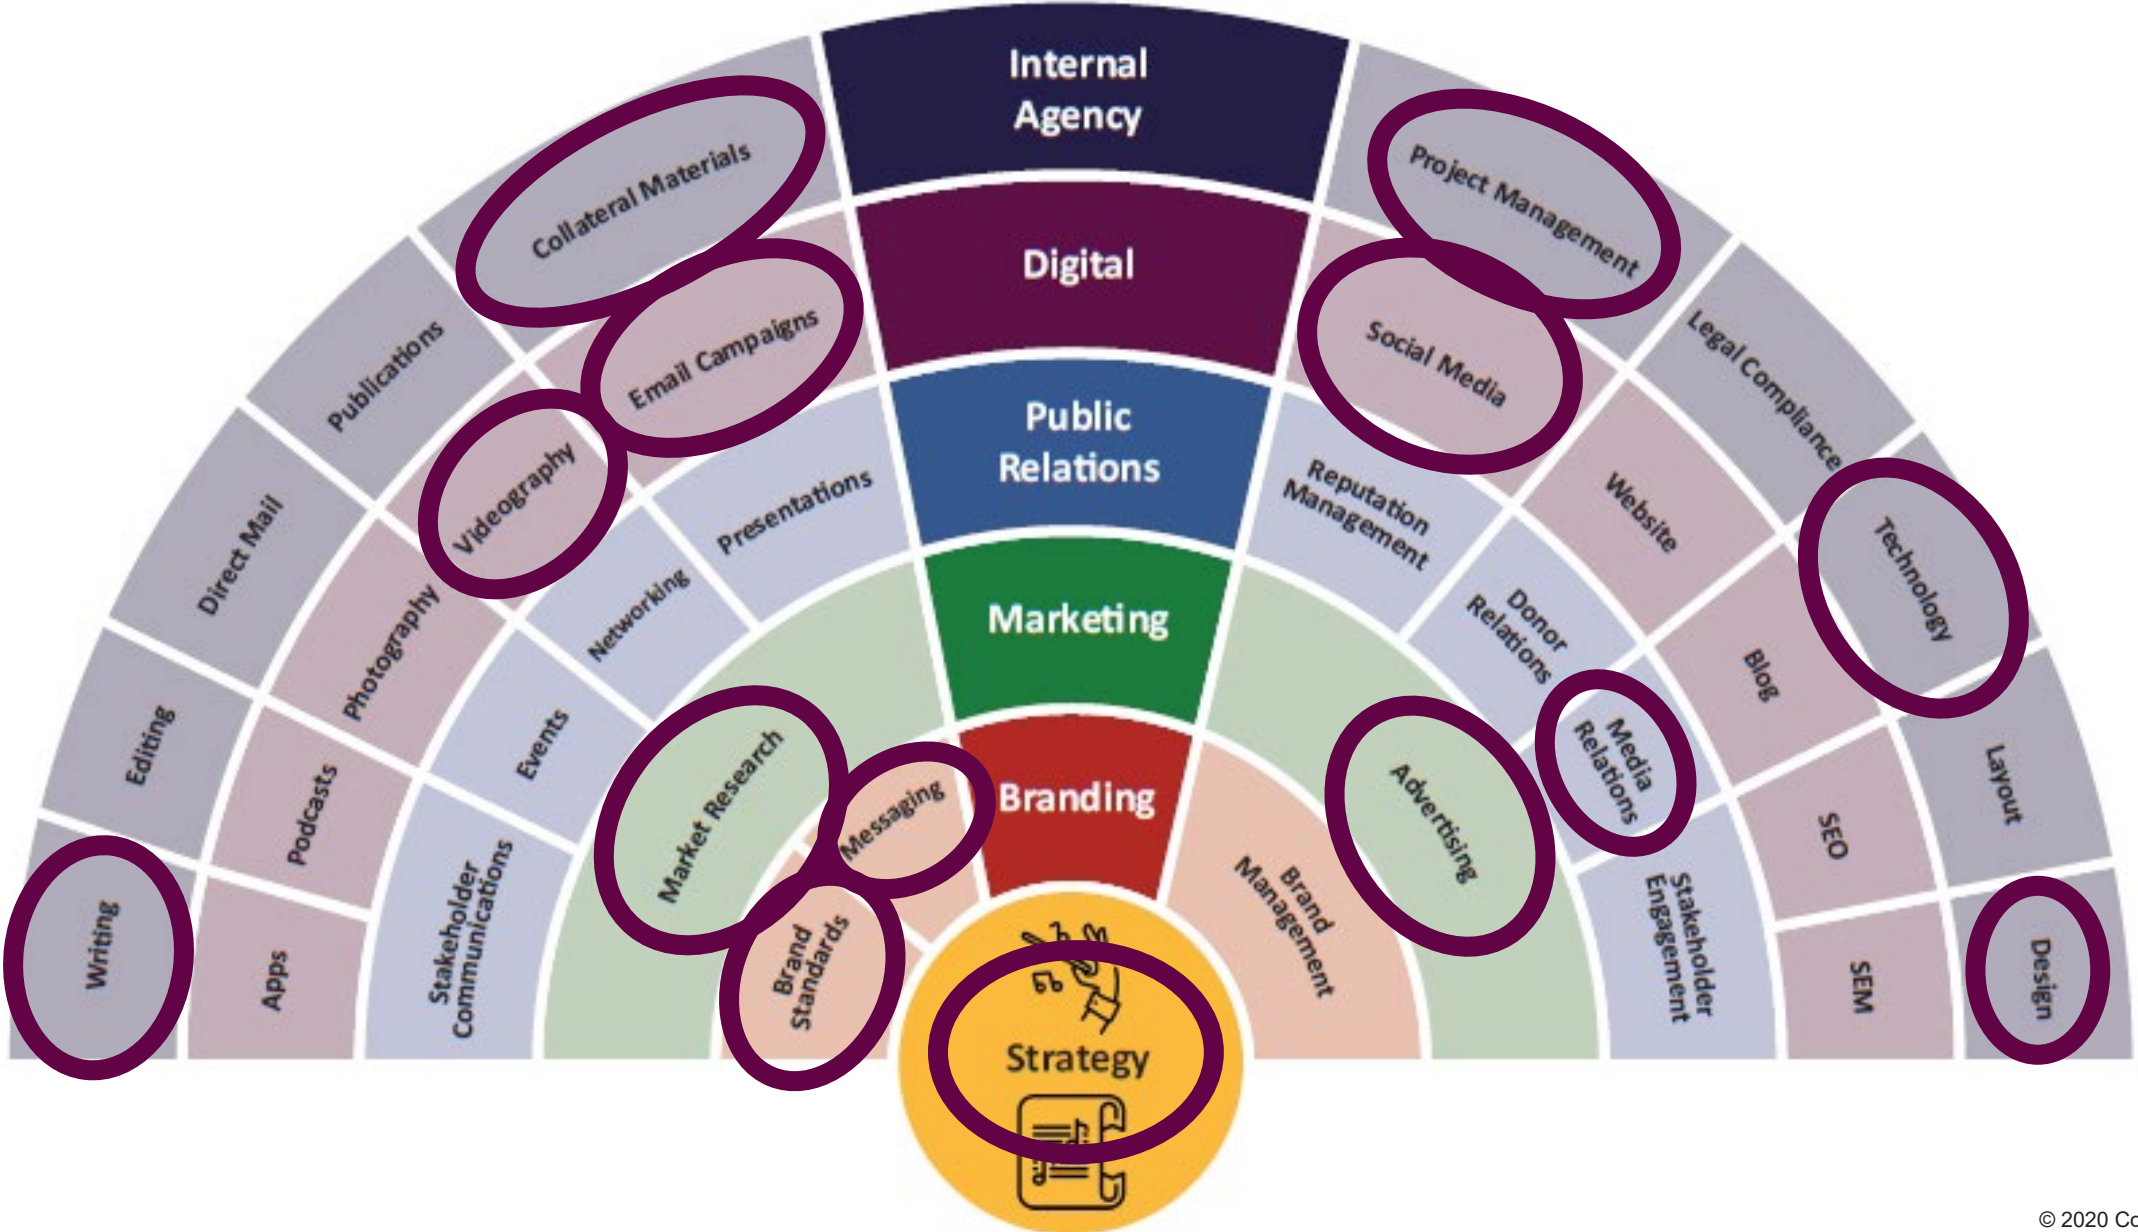 Internal
Agency
Digital
Public
Relations
Marketing
Branding
Strategy
Collateral Materials
Publications
Direct Mail
Editing
Writing
Email Campaigns
Videography
Photography
Podcasts
Apps
Presentations
Networking
Events
Stakeholder
Communications
Market Research
Messaging
Brand
Standards
Project Management
Legal Compliance
Technology
Layout
Design
Social Media
Website
Blog
SEO
SEM
Reputation
Management
Donor
Relations
Media
Relations
Stakeholder
Engagement
Advertising
Brand
Management
© 2020 Co